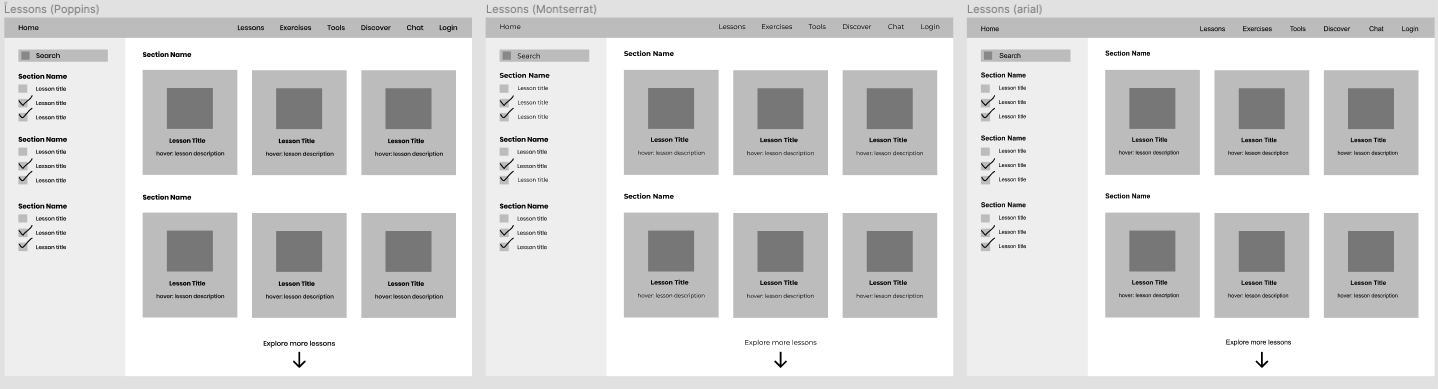 Lessons (Poppins)
Home Lessons Exercises Tools Discover Chat Login
Search
Section Name
Lesson title
Lesson title
Lesson title
Section Name
Lesson title
Lesson title
Lesson title
Section Name
Lesson title
Lesson title
Lesson title
Section Name
Lesson Title Lesson Title Lesson Title
hover: lesson description hover: lesson description hover: lesson description
Section Name
Lesson Title Lesson Title Lesson Title
hover: lesson description hover: lesson description hover: lesson description
Explore more lessons
Lessons (Montserrat)
Home Lessons Exercises Tools Discover Chat Login
Search
Section Name
Lesson title
Lesson title
Lesson title
Section Name
Lesson title
Lesson title
Lesson title
Section Name
Lesson title
Lesson title
Lesson title
Section Name
Lesson Title Lesson Title Lesson Title
hover: lesson description hover: lesson description hover: lesson description
Section Name
Lesson Title Lesson Title Lesson Title
hover: lesson description hover: lesson description hover: lesson description
Explore more lessons
Lessons (arial)
Home Lessons Exercises Tools Discover Chat Login
Search
Section Name
Lesson title
Lesson title
Lesson title
Section Name
Lesson title
Lesson title
Lesson title
Section Name
Lesson title
Lesson title
Lesson title
Section Name
Lesson Title Lesson Title Lesson Title
hover: lesson description hover: lesson description hover: lesson description
Section Name
Lesson Title Lesson Title Lesson Title
hover: lesson description hover: lesson description hover: lesson description
Explore more lessons